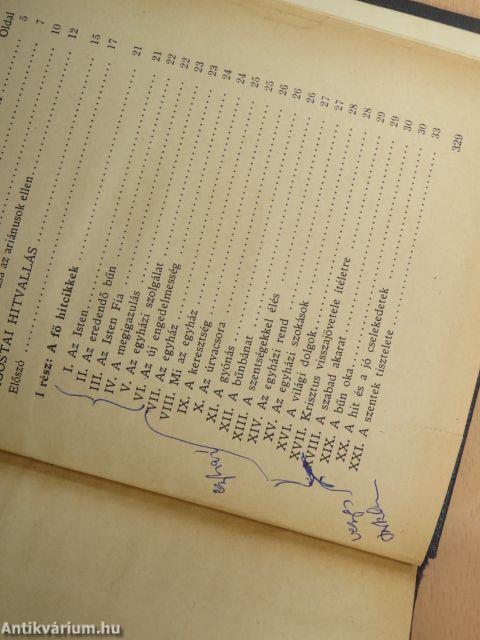 Oldal
sa az ariánusok ellen
OSTAI HITVALLÁS
Előszó
I rész: A fő hitcikkek
I. Az Isten
II. Az eredendő bűn
III. Az Isten Fia
IV. A megigazulás
V. Az egyházi szolgálat
VI. Az új engedelmesség
VII. Az egyház
VIII. Mi az egyház
IX. A keresztség
X. Az úrvacsora
XI. A gyónás
XII. A bűnbánat
XIII. A szentségekkel élés
XIV. Az egyházi rend
XV. Az egyházi szokások
XVI. A világi dolgok
XVII. Krisztus visszajövetele ítéletre
XVIII. A szabad akarat
XIX. A bűn oka
XX. A hit és a jó cselekedetek
XXI. A szentek tisztelete
5
7
10
12
15
17
21
21
22
22
23
23
24
24
25
25
26
26
27
27
28
28
29
29
30
30
33
329
Antikvárium.hu